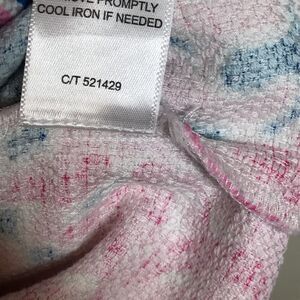 PROMPTLY
COOL IRON IF NEEDED
C/T 521429